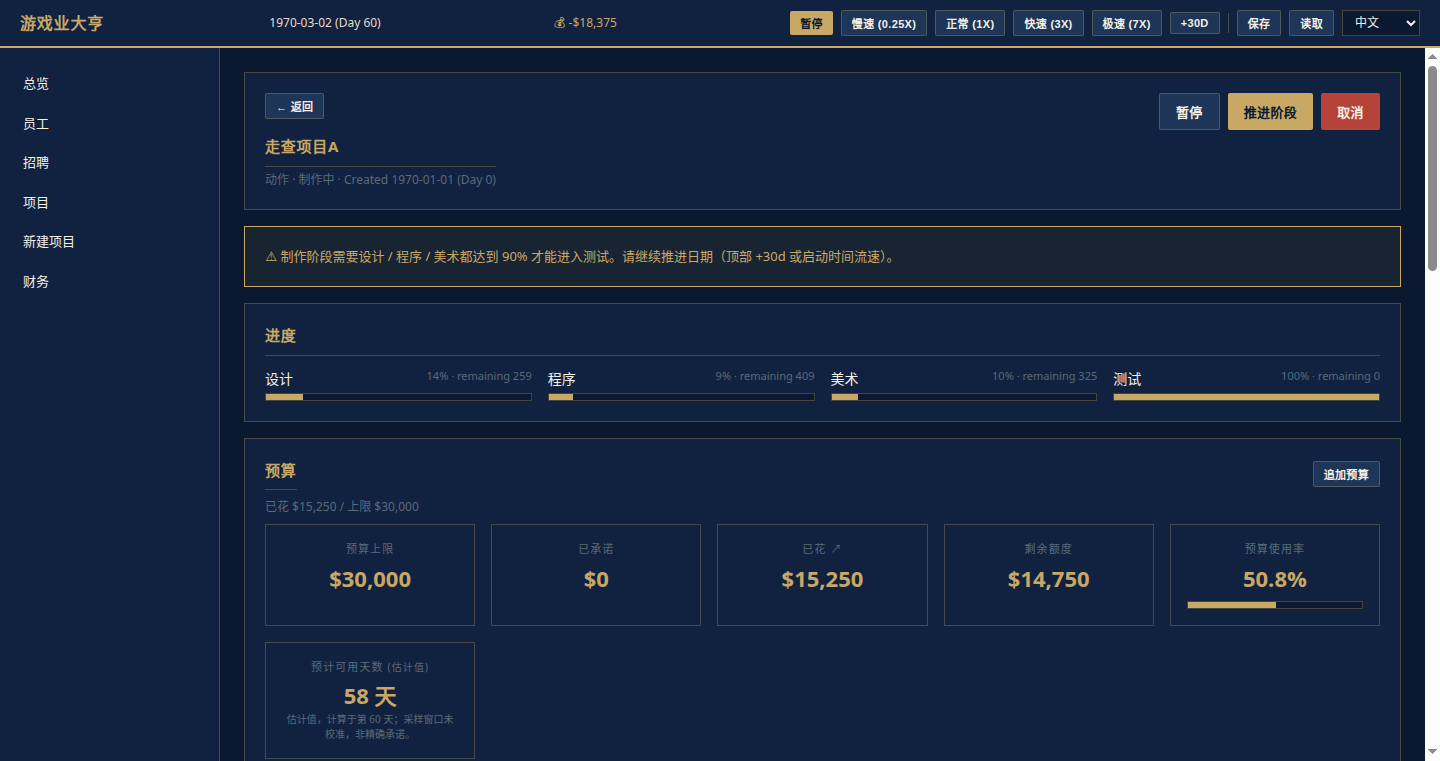 游戏业大亨
1970-03-02 (Day 60)
💰 -$18,375
暂停
慢速 (0.25X)
正常 (1X)
快速 (3X)
极速 (7X)
+30D
保存
读取
中文
总览
员工
招聘
项目
新建项目
财务
← 返回
暂停
推进阶段
取消
走查项目A
动作 · 制作中 · Created 1970-01-01 (Day 0)
⚠ 制作阶段需要设计 / 程序 / 美术都达到 90% 才能进入测试。请继续推进日期（顶部 +30d 或启动时间流速）。
进度
设计
14% · remaining 259
程序
9% · remaining 409
美术
10% · remaining 325
测试
100% · remaining 0
预算
追加预算
已花 $15,250 / 上限 $30,000
预算上限
$30,000
已承诺
$0
已花 ↗
$15,250
剩余额度
$14,750
预算使用率
50.8%
预计可用天数 (估计值)
58 天
估计值，计算于第 60 天；采样窗口未
校准，非精确承诺。